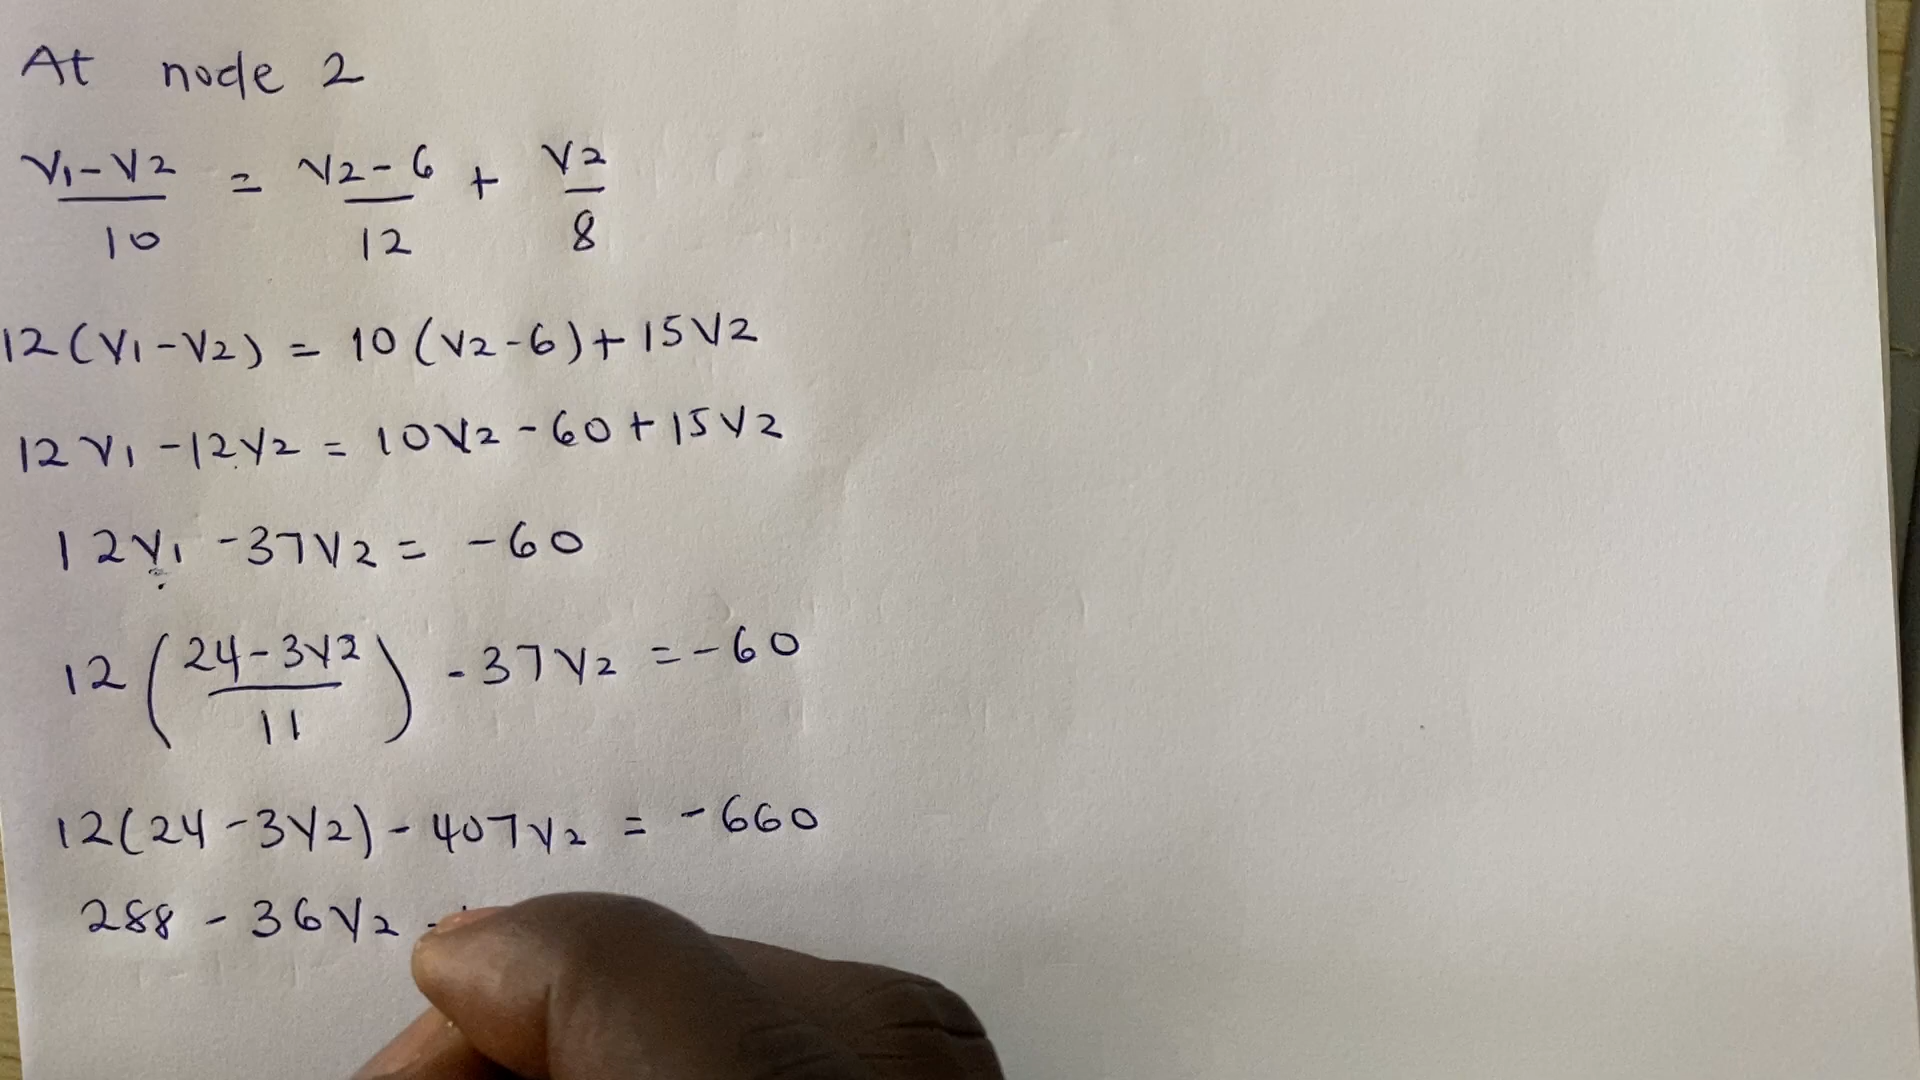 At node 2
V1-V2/10 = V2-6/12 + V2/8
12(V1-V2) = 10(V2-6)+15V2
12V1-12V2 = 10V2-60+15V2
12V1-37V2 = -60
12(24-3V2/11)-37V2 = -60
12(24-3V2)-407V2 = -660
288-36V2 -